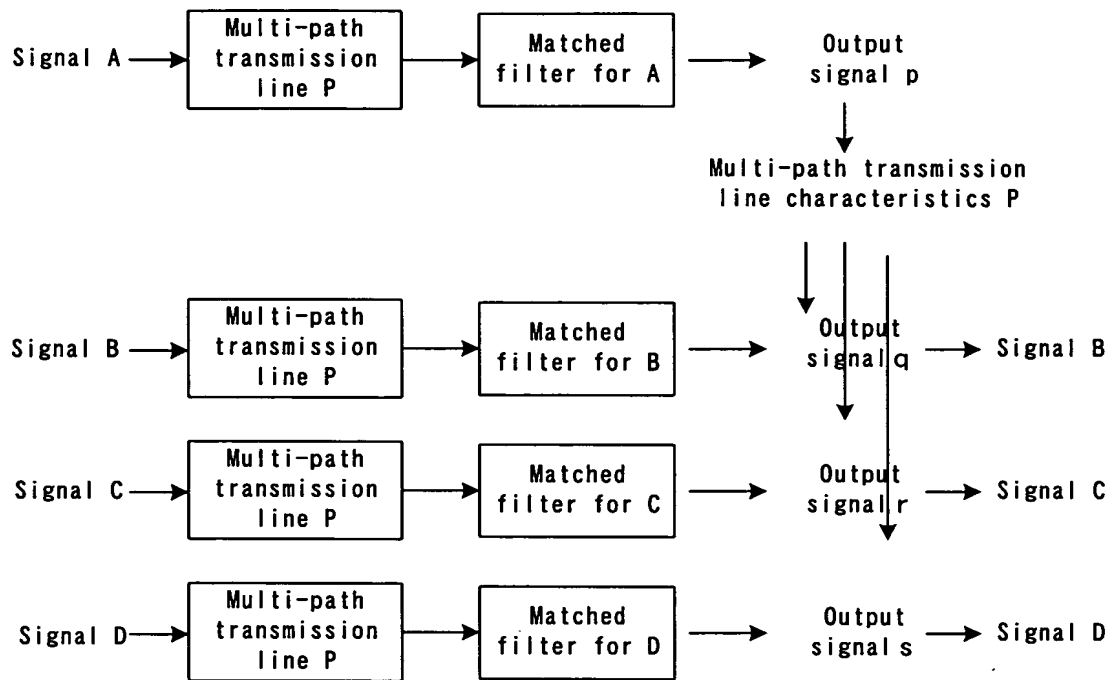 Signal A
Multi-path
transmission
line P
Matched
filter for A
Output
signal p
Multi-path transmission
line characteristics P
Signal B
Multi-path
transmission
line P
Matched
filter for B
Output
signal q
Signal B
Signal C
Multi-path
transmission
line P
Matched
filter for C
Output
signal r
Signal C
Signal D
Multi-path
transmission
line P
Matched
filter for D
Output
signal s
Signal D